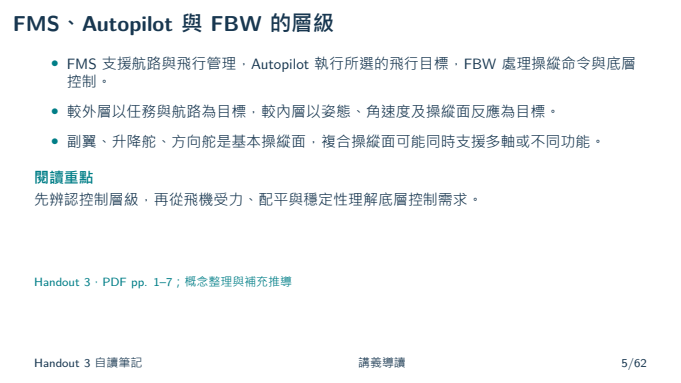 FMS、Autopilot 與 FBW 的層級
• FMS 支援航路與飛行管理，Autopilot 執行所選的飛行目標，FBW 處理操縱命令與底層
控制。
• 較外層以任務與航路為目標，較內層以姿態、角速度及操縱面反應為目標。
• 副翼、升降舵、方向舵是基本操縱面，複合操縱面可能同時支援多軸或不同功能。
閱讀重點
先辨認控制層級，再從飛機受力、配平與穩定性理解底層控制需求。
Handout 3 · PDF pp. 1–7；概念整理與補充推導
Handout 3 自讀筆記 講義導讀 5/62